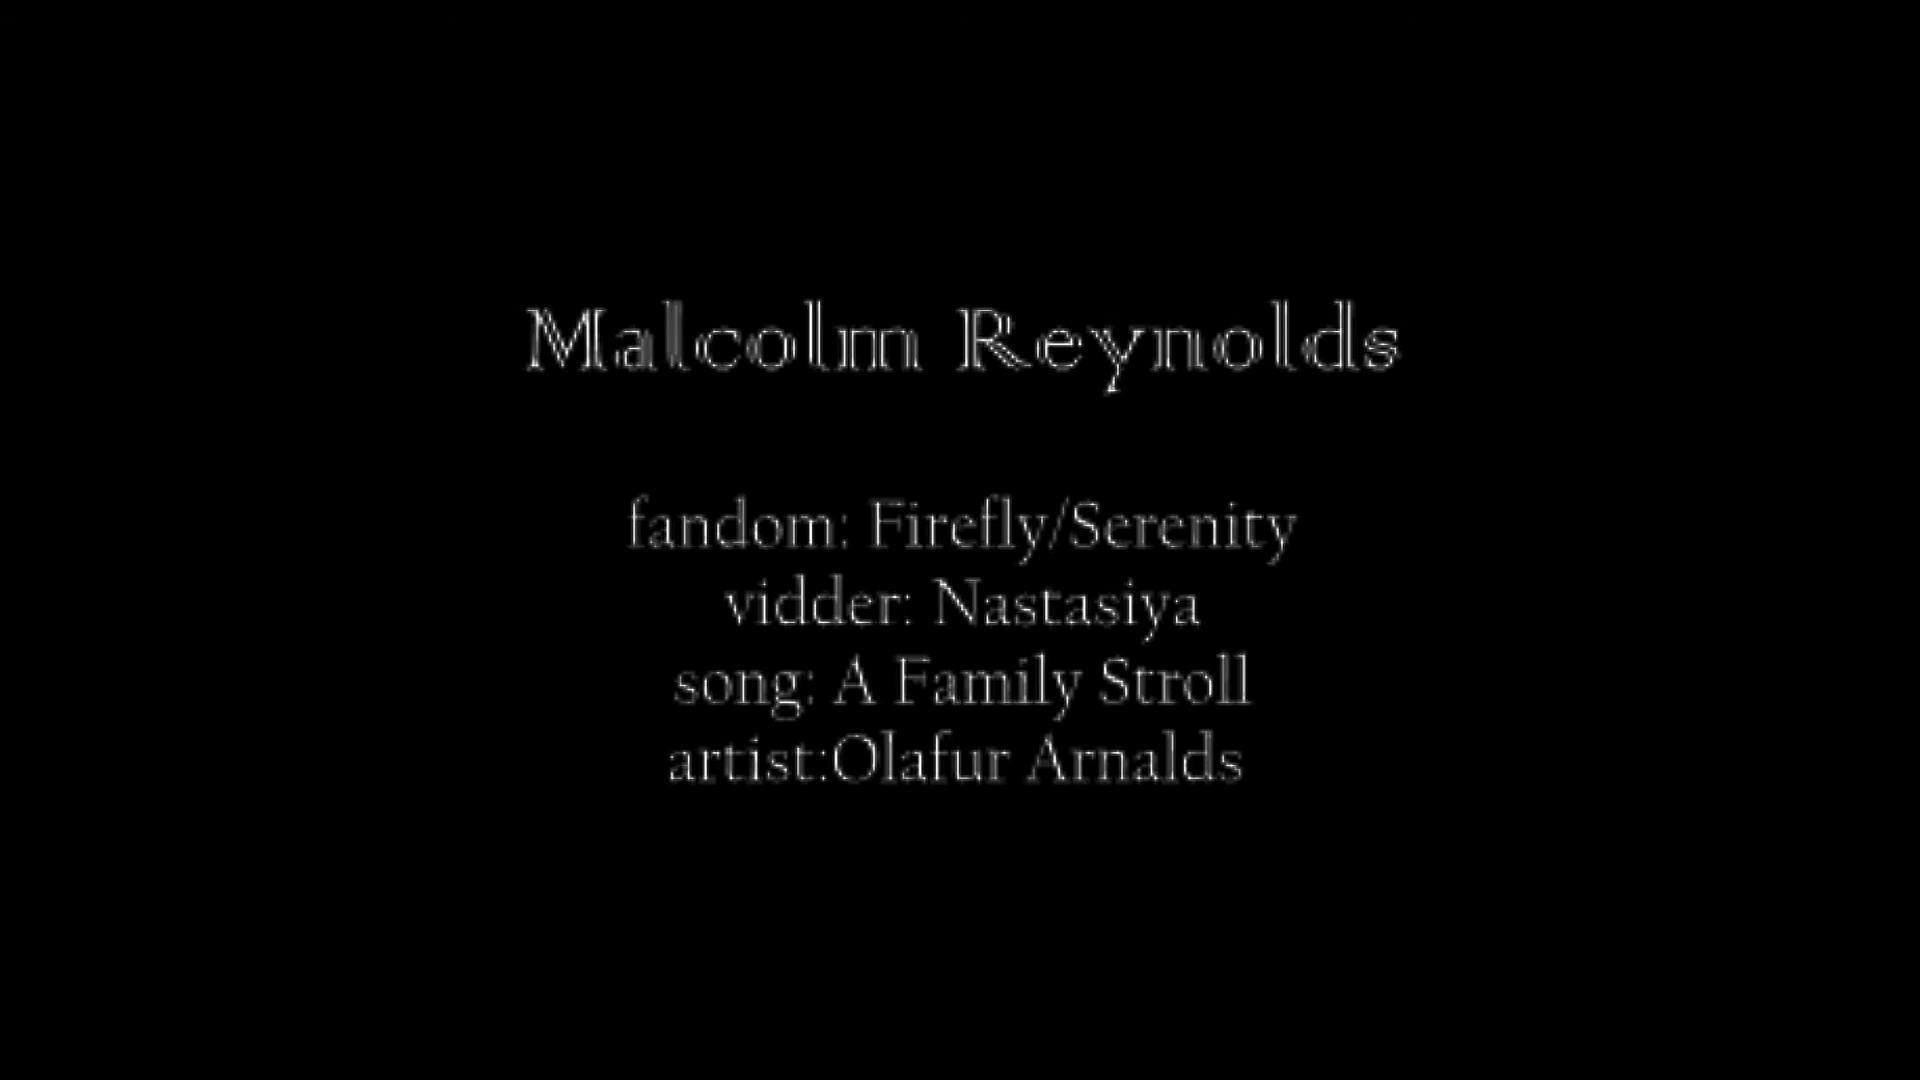 Malcolm Reynolds
fandom: Firefly/Serenity
vidder: Nastasiya
song: A Family Stroll
artist:Olafur Arnalds